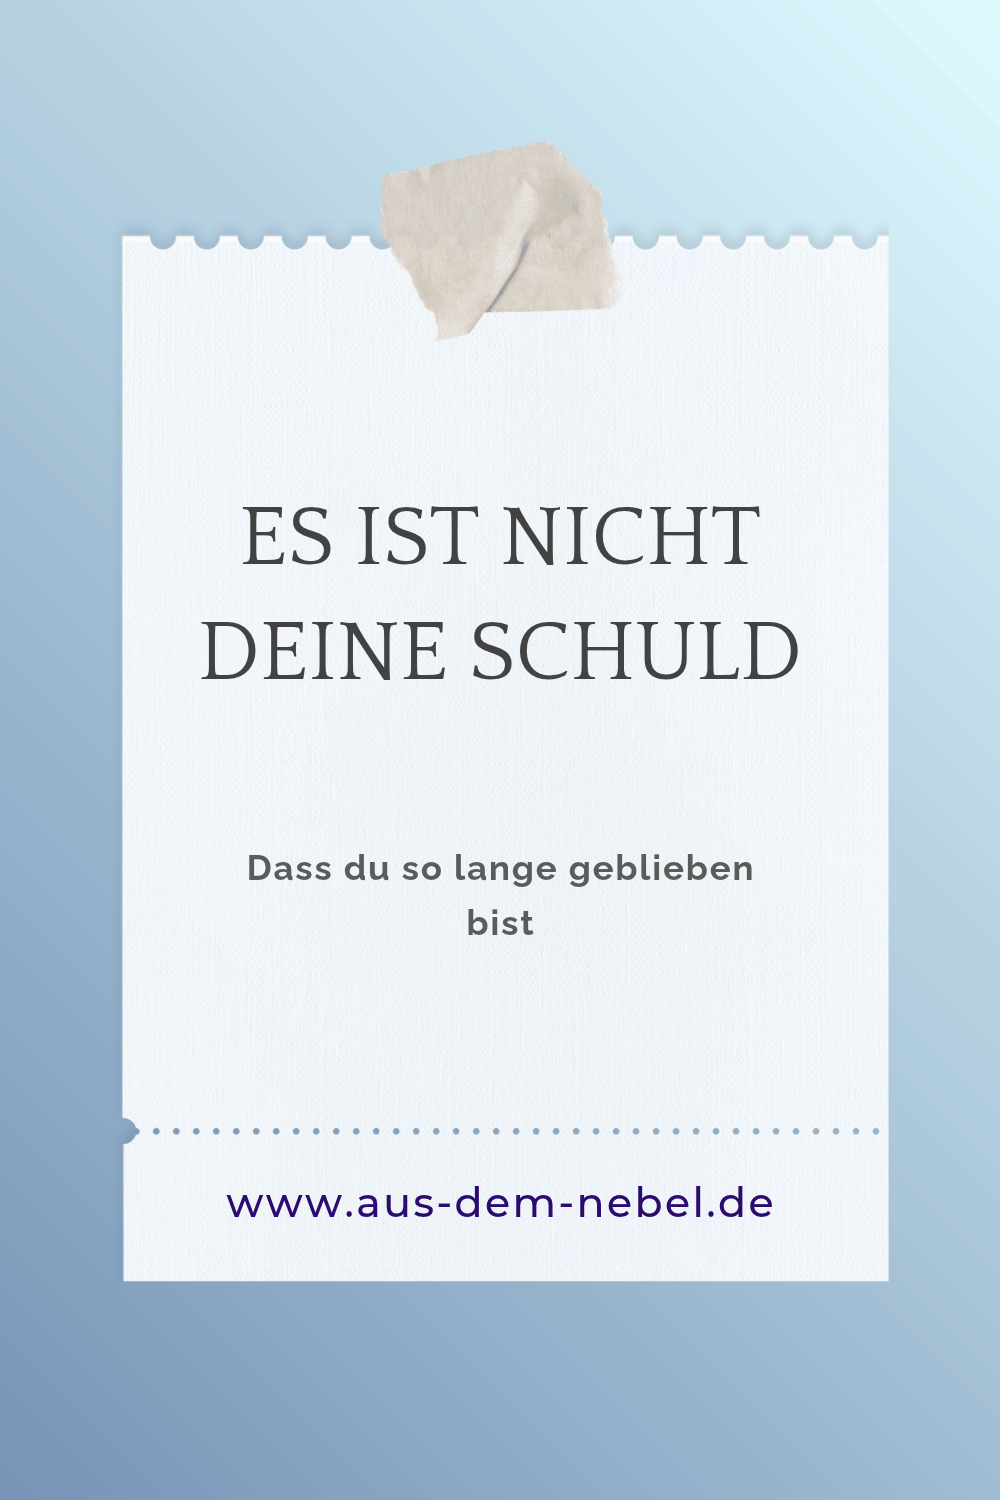 ES IST NICHT
DEINE SCHULD
Dass du so lange geblieben
bist
www.aus-dem-nebel.de